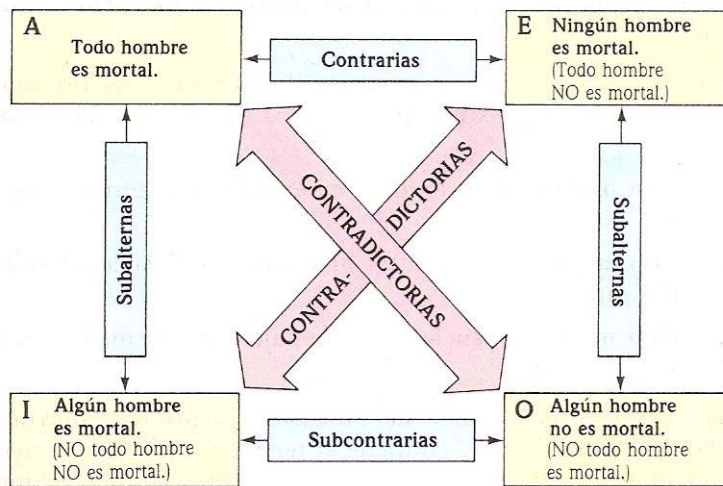 A
Todo hombre
es mortal.
Contrarias
E Ningún hombre
es mortal.
(Todo hombre
NO es mortal.)
Subalternas
CONTRADICTORIAS
CONTRA-
DICTORIAS
Subalternas
I Algún hombre
es mortal.
(NO todo hombre
NO es mortal.)
Subcontrarias
O Algún hombre
no es mortal.
(NO todo hombre
es mortal.)